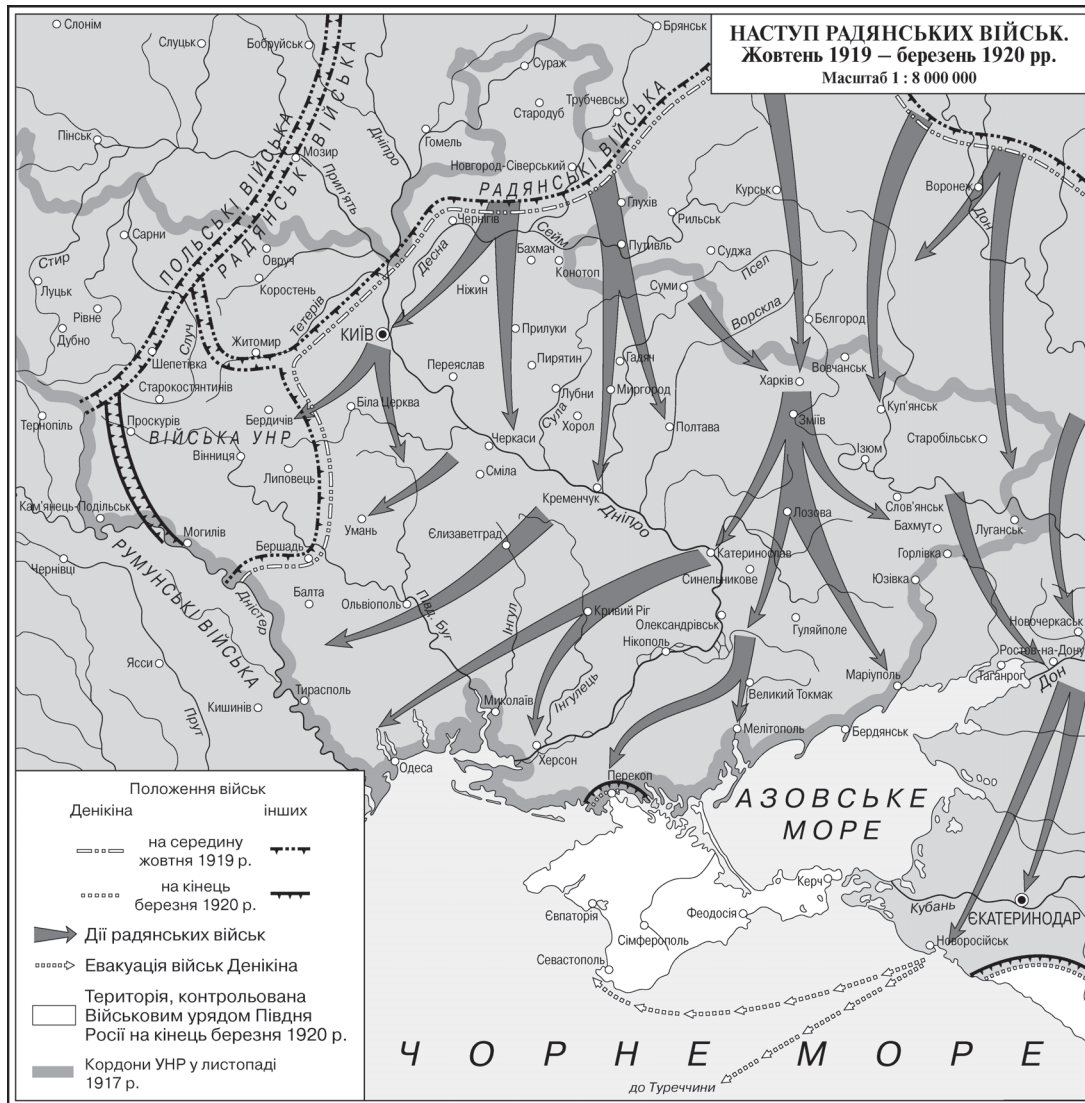 НАСТУП РАДЯНСЬКИХ ВІЙСЬК.
Жовтень 1919 – березень 1920 рр.
Масштаб 1 : 8 000 000
Слонім
Слуцьк
Бобруйськ
Брянськ
Сураж
Стародуб
Трубчевськ
Пінськ
Мозир
Дніпро
Гомель
Прип'ять
Новгород-Сіверський
ПОЛЬСЬКІ ВІЙСЬКА
РАДЯНСЬКІ ВІЙСЬКА
РАДЯНСЬКІ ВІЙСЬКА
Курськ
Воронеж
Дон
Глухів
Рильськ
Чернігів
Сейм
Десна
Бахмач
Конотоп
Путивль
Суджа
Псел
Сарни
Стир
Овруч
Луцьк
Коростень
Тетерів
Ніжин
Суми
Ворскла
Рівне
Дубно
Случ
Житомир
КИЇВ
Прилуки
Бєлгород
Шепетівка
Старокостянтинів
Переяслав
Пирятин
Гадяч
Вовчанськ
Харків
Лубни
Миргород
Сула
Хорол
Тернопіль
Проскурів
Бердичів
Біла Церква
Зміїв
Куп'янськ
ВІЙСЬКА УНР
Вінниця
Черкаси
Полтава
Старобільськ
Липовець
Сміла
Ізюм
Кременчук
Дніпро
Кам'янець-Подільськ
Умань
Слов'янськ
Лозова
Бахмут
Луганськ
Могилів
Єлизаветград
Чернівці
Бершадь
Катеринослав
Горлівка
РУМУНСЬКІ ВІЙСЬКА
Дністер
Балта
Ольвіополь
Півд. Буг
Інгул
Кривий Ріг
Синельникове
Юзівка
Олександрівськ
Гуляйполе
Новочеркаськ
Нікополь
Ростов-на-Дону
Ясси
Таганрог
Дон
Маріуполь
Тирасполь
Кишинів
Прут
Миколаїв
Інгулець
Великий Токмак
Мелітополь
Бердянськ
Одеса
Херсон
Перекоп
АЗОВСЬКЕ
МОРЕ
Керч
Кубань
Євпаторія
Феодосія
ЄКАТЕРИНОДАР
Сімферополь
Новоросійськ
Севастополь
ЧОРНЕ МОРЕ
до Туреччини
Положення військ
Денікіна
інших
на середину
жовтня 1919 р.
на кінець
березня 1920 р.
Дії радянських військ
Евакуація військ Денікіна
Територія, контрольована
Військовим урядом Півдня
Росії на кінець березня 1920 р.
Кордони УНР у листопаді
1917 р.